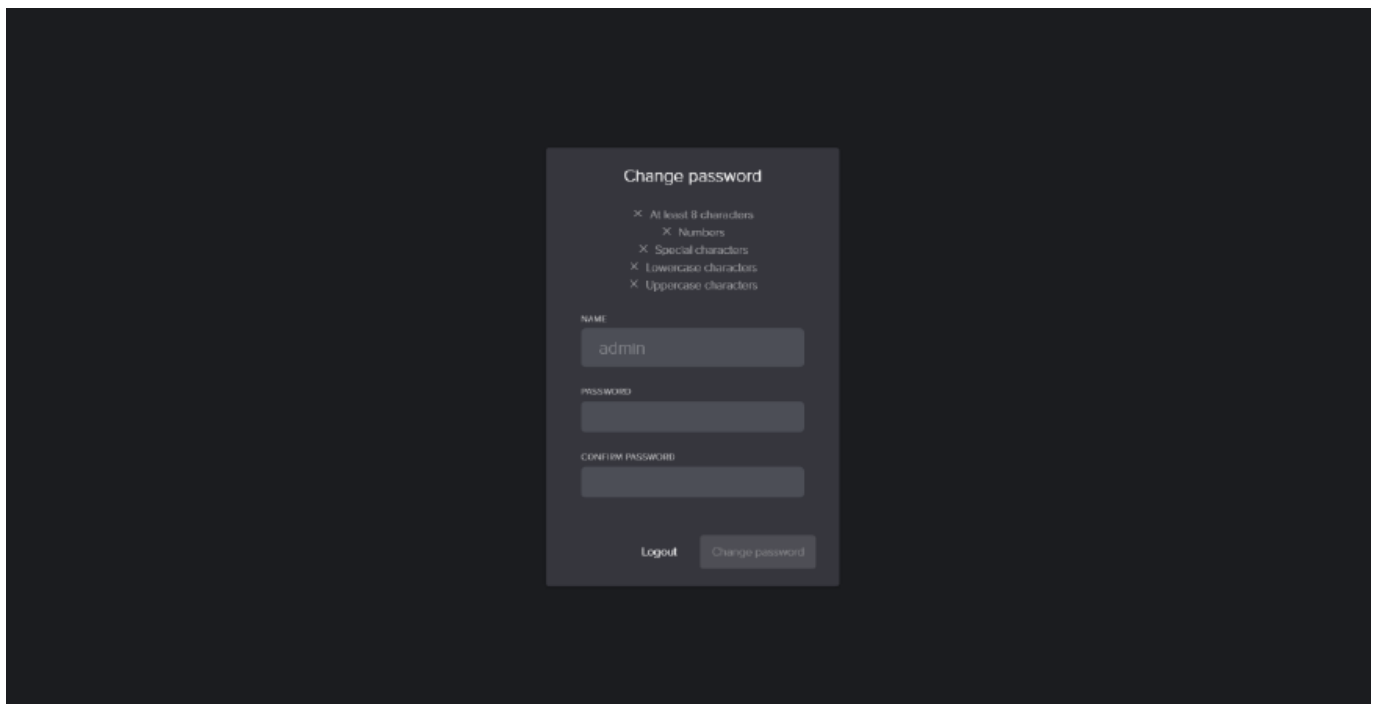 Change password
× At least 8 characters
× Numbers
× Special characters
× Lowercase characters
× Uppercase characters
NAME
admin
PASSWORD
CONFIRM PASSWORD
Logout Change password